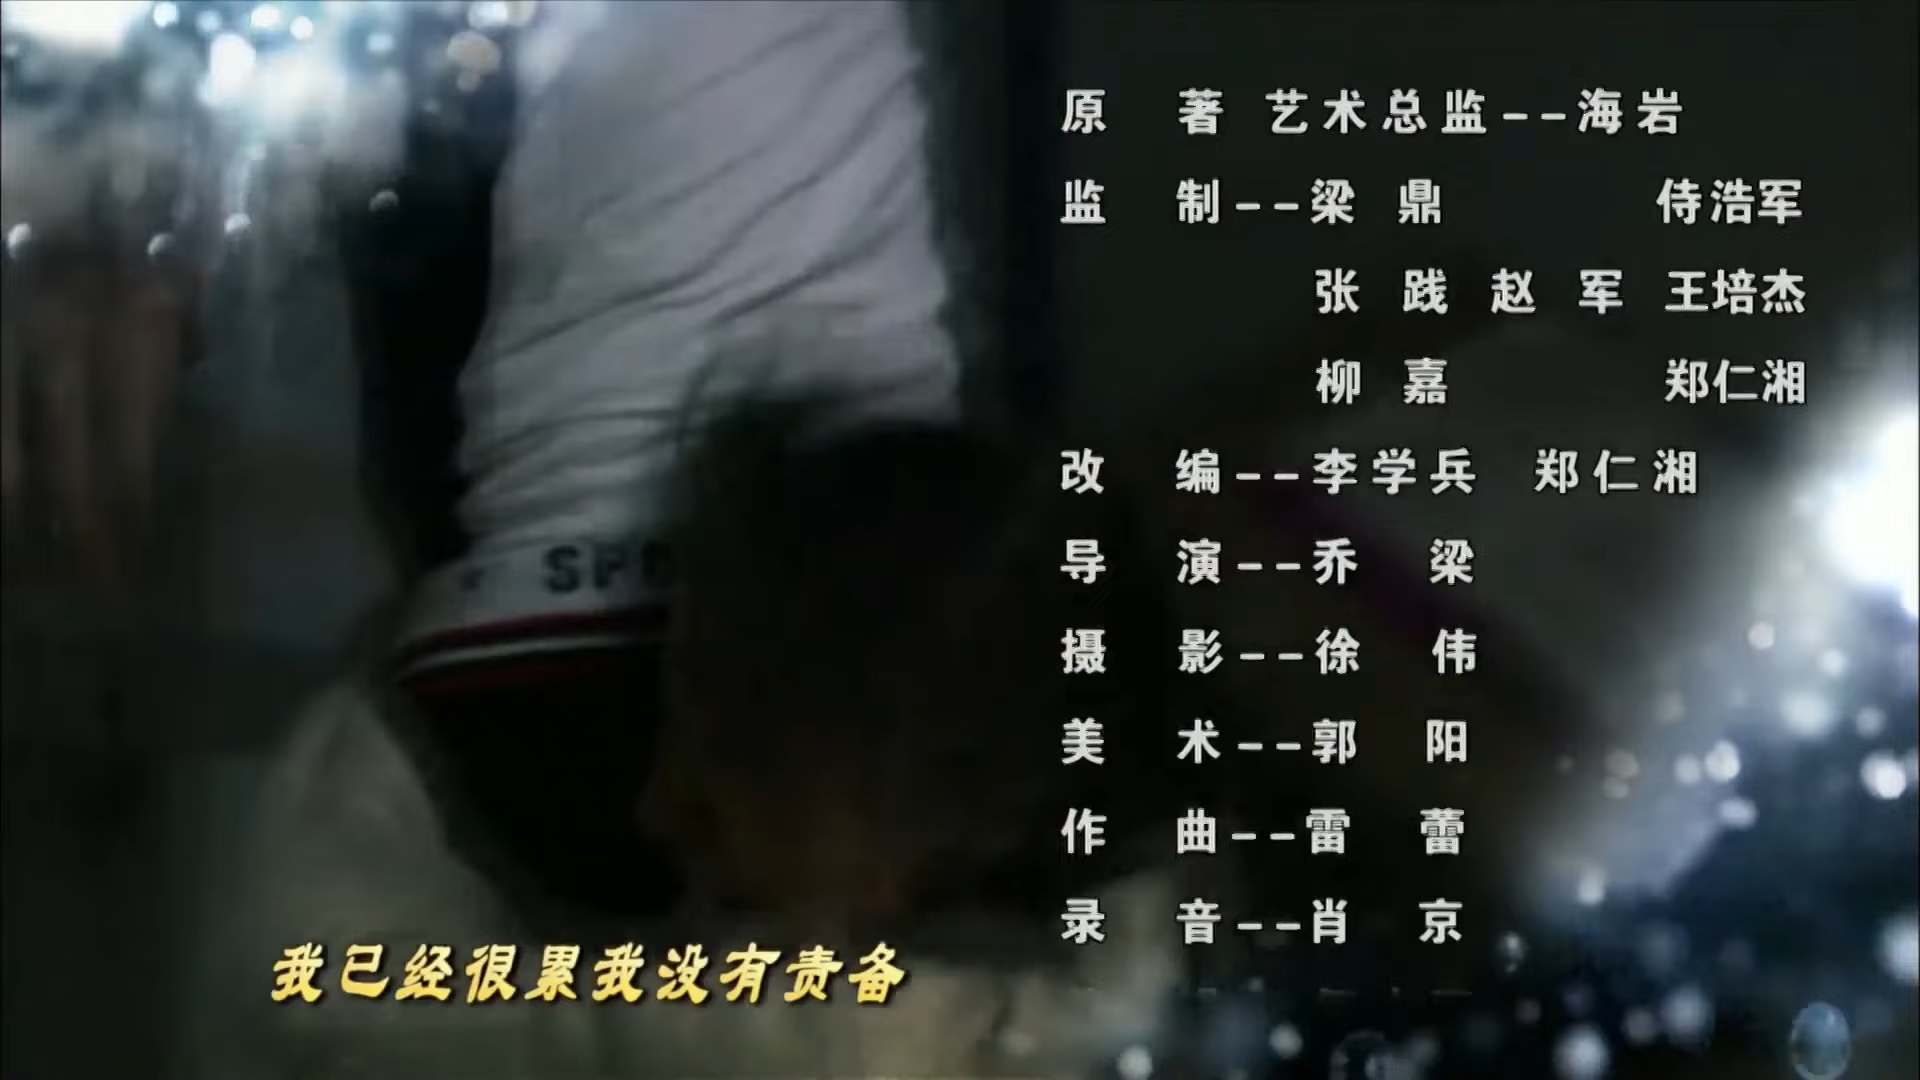 原 著 艺术总监--海岩
监 制--梁 鼎 侍浩军
张 践 赵 军 王培杰
柳 嘉 郑仁湘
改 编--李学兵 郑仁湘
导 演--乔 梁
摄 影--徐 伟
美 术--郭 阳
作 曲--雷 蕾
录 音--肖 京
SPO
我已经很累我没有责备